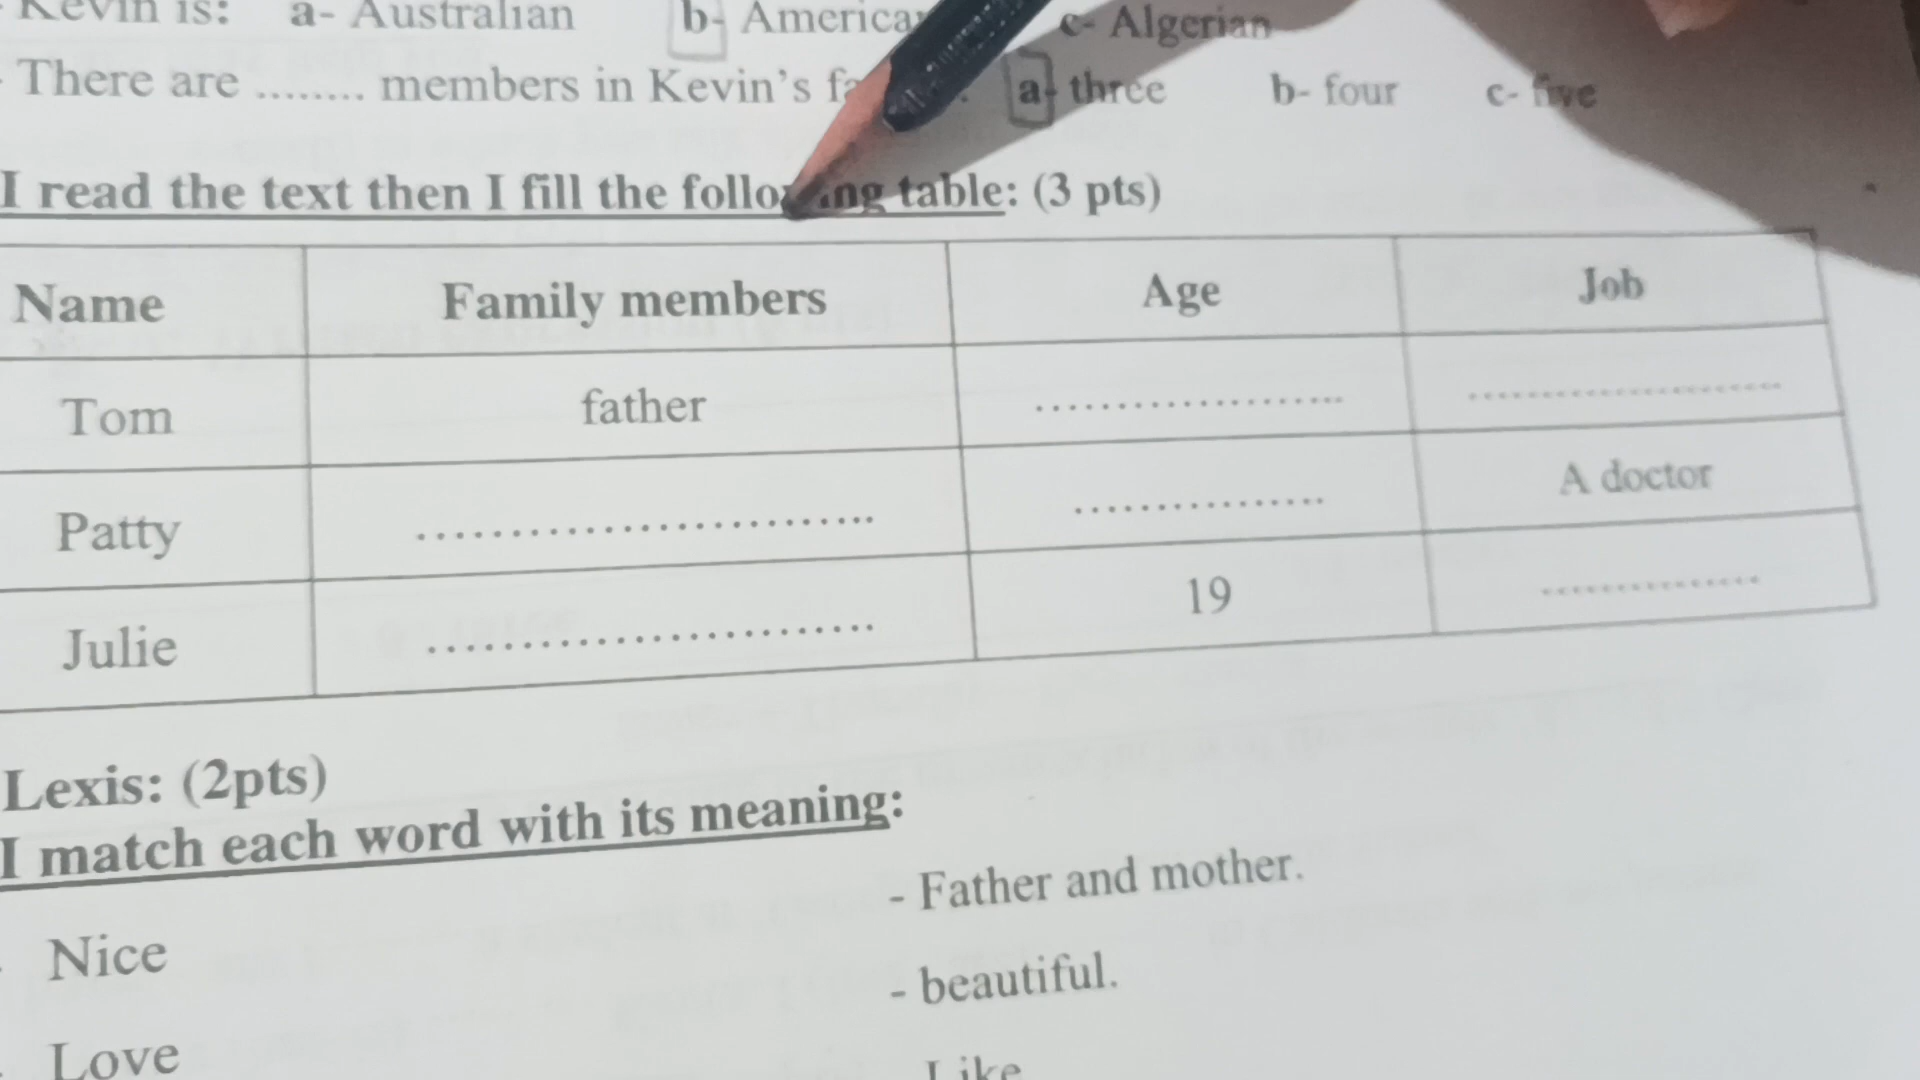 Kevin is: a- Australian b- American c- Algerian
- There are ........ members in Kevin's a- three b- four c- five
I read the text then I fill the following table: (3 pts)
Name Family members Age Job
Tom father .................... ........................
Patty ........................... ................ A doctor
Julie ......................... 19 ................
Lexis: (2pts)
I match each word with its meaning:
- Father and mother.
- Nice
- beautiful.
- Love
Like